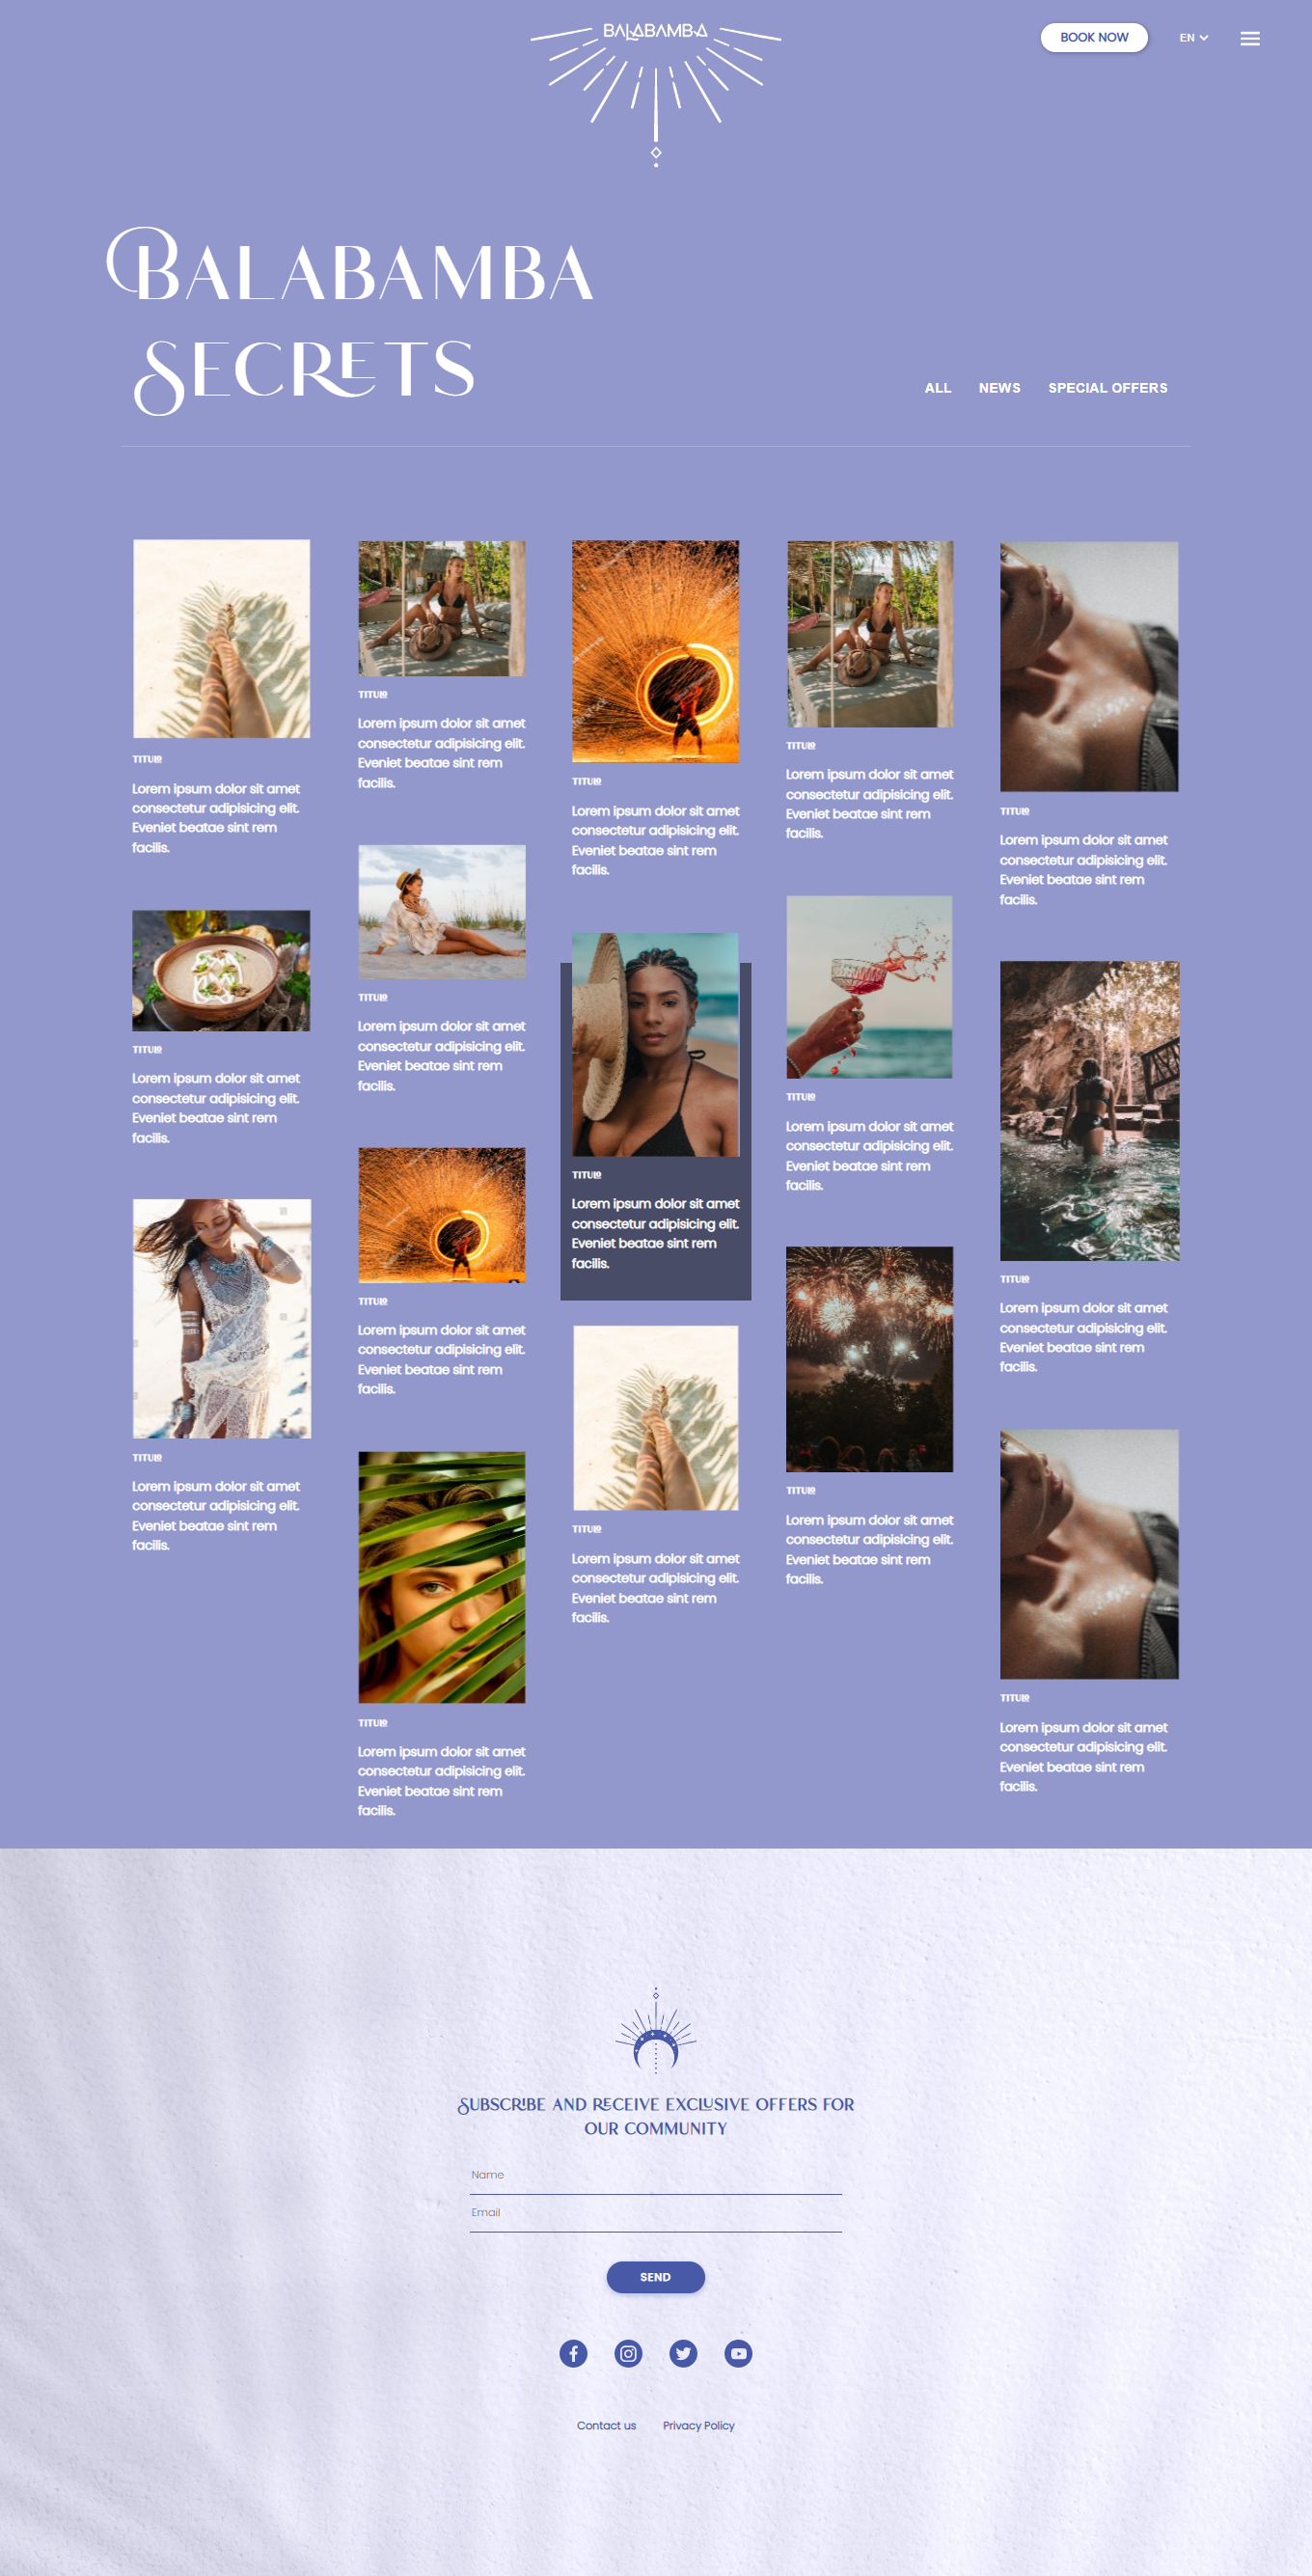 BALABAMBA
BOOK NOW
EN
BALABAMBA
SECRETS
ALL NEWS SPECIAL OFFERS
TITULO
Lorem ipsum dolor sit amet
consectetur adipisicing elit.
Eveniet beatae sint rem
facilis.
TITULO
Lorem ipsum dolor sit amet
consectetur adipisicing elit.
Eveniet beatae sint rem
facilis.
TITULO
Lorem ipsum dolor sit amet
consectetur adipisicing elit.
Eveniet beatae sint rem
facilis.
TITULO
Lorem ipsum dolor sit amet
consectetur adipisicing elit.
Eveniet beatae sint rem
facilis.
TITULO
Lorem ipsum dolor sit amet
consectetur adipisicing elit.
Eveniet beatae sint rem
facilis.
TITULO
Lorem ipsum dolor sit amet
consectetur adipisicing elit.
Eveniet beatae sint rem
facilis.
TITULO
Lorem ipsum dolor sit amet
consectetur adipisicing elit.
Eveniet beatae sint rem
facilis.
TITULO
Lorem ipsum dolor sit amet
consectetur adipisicing elit.
Eveniet beatae sint rem
facilis.
TITULO
Lorem ipsum dolor sit amet
consectetur adipisicing elit.
Eveniet beatae sint rem
facilis.
TITULO
Lorem ipsum dolor sit amet
consectetur adipisicing elit.
Eveniet beatae sint rem
facilis.
TITULO
Lorem ipsum dolor sit amet
consectetur adipisicing elit.
Eveniet beatae sint rem
facilis.
TITULO
Lorem ipsum dolor sit amet
consectetur adipisicing elit.
Eveniet beatae sint rem
facilis.
TITULO
Lorem ipsum dolor sit amet
consectetur adipisicing elit.
Eveniet beatae sint rem
facilis.
TITULO
Lorem ipsum dolor sit amet
consectetur adipisicing elit.
Eveniet beatae sint rem
facilis.
TITULO
Lorem ipsum dolor sit amet
consectetur adipisicing elit.
Eveniet beatae sint rem
facilis.
TITULO
Lorem ipsum dolor sit amet
consectetur adipisicing elit.
Eveniet beatae sint rem
facilis.
SUBSCRIBE AND RECEIVE EXCLUSIVE OFFERS FOR
OUR COMMUNITY
Name
Email
SEND
Contact us Privacy Policy